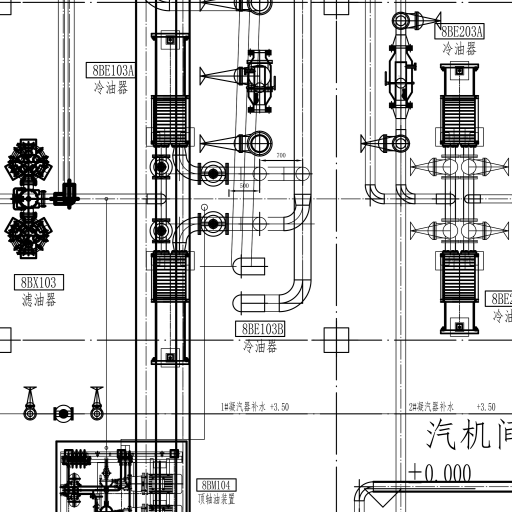 8BE203A
冷油器
8BE103A
冷油器
700
500
8BX103
滤油器
8BE2
冷油
8BE103B
冷油器
1#凝汽器补水 +3.50
2#凝汽器补水 +3.50
汽机间
+0.000
8BM104
顶轴油装置